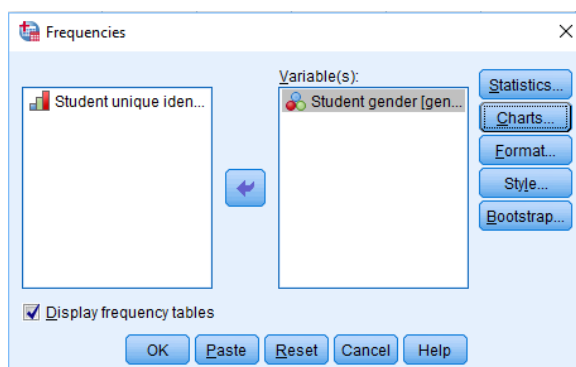 Frequencies
Variable(s):
Student unique iden...
Student gender [gen...
Statistics...
Charts...
Format...
Style...
Bootstrap...
Display frequency tables
OK Paste Reset Cancel Help